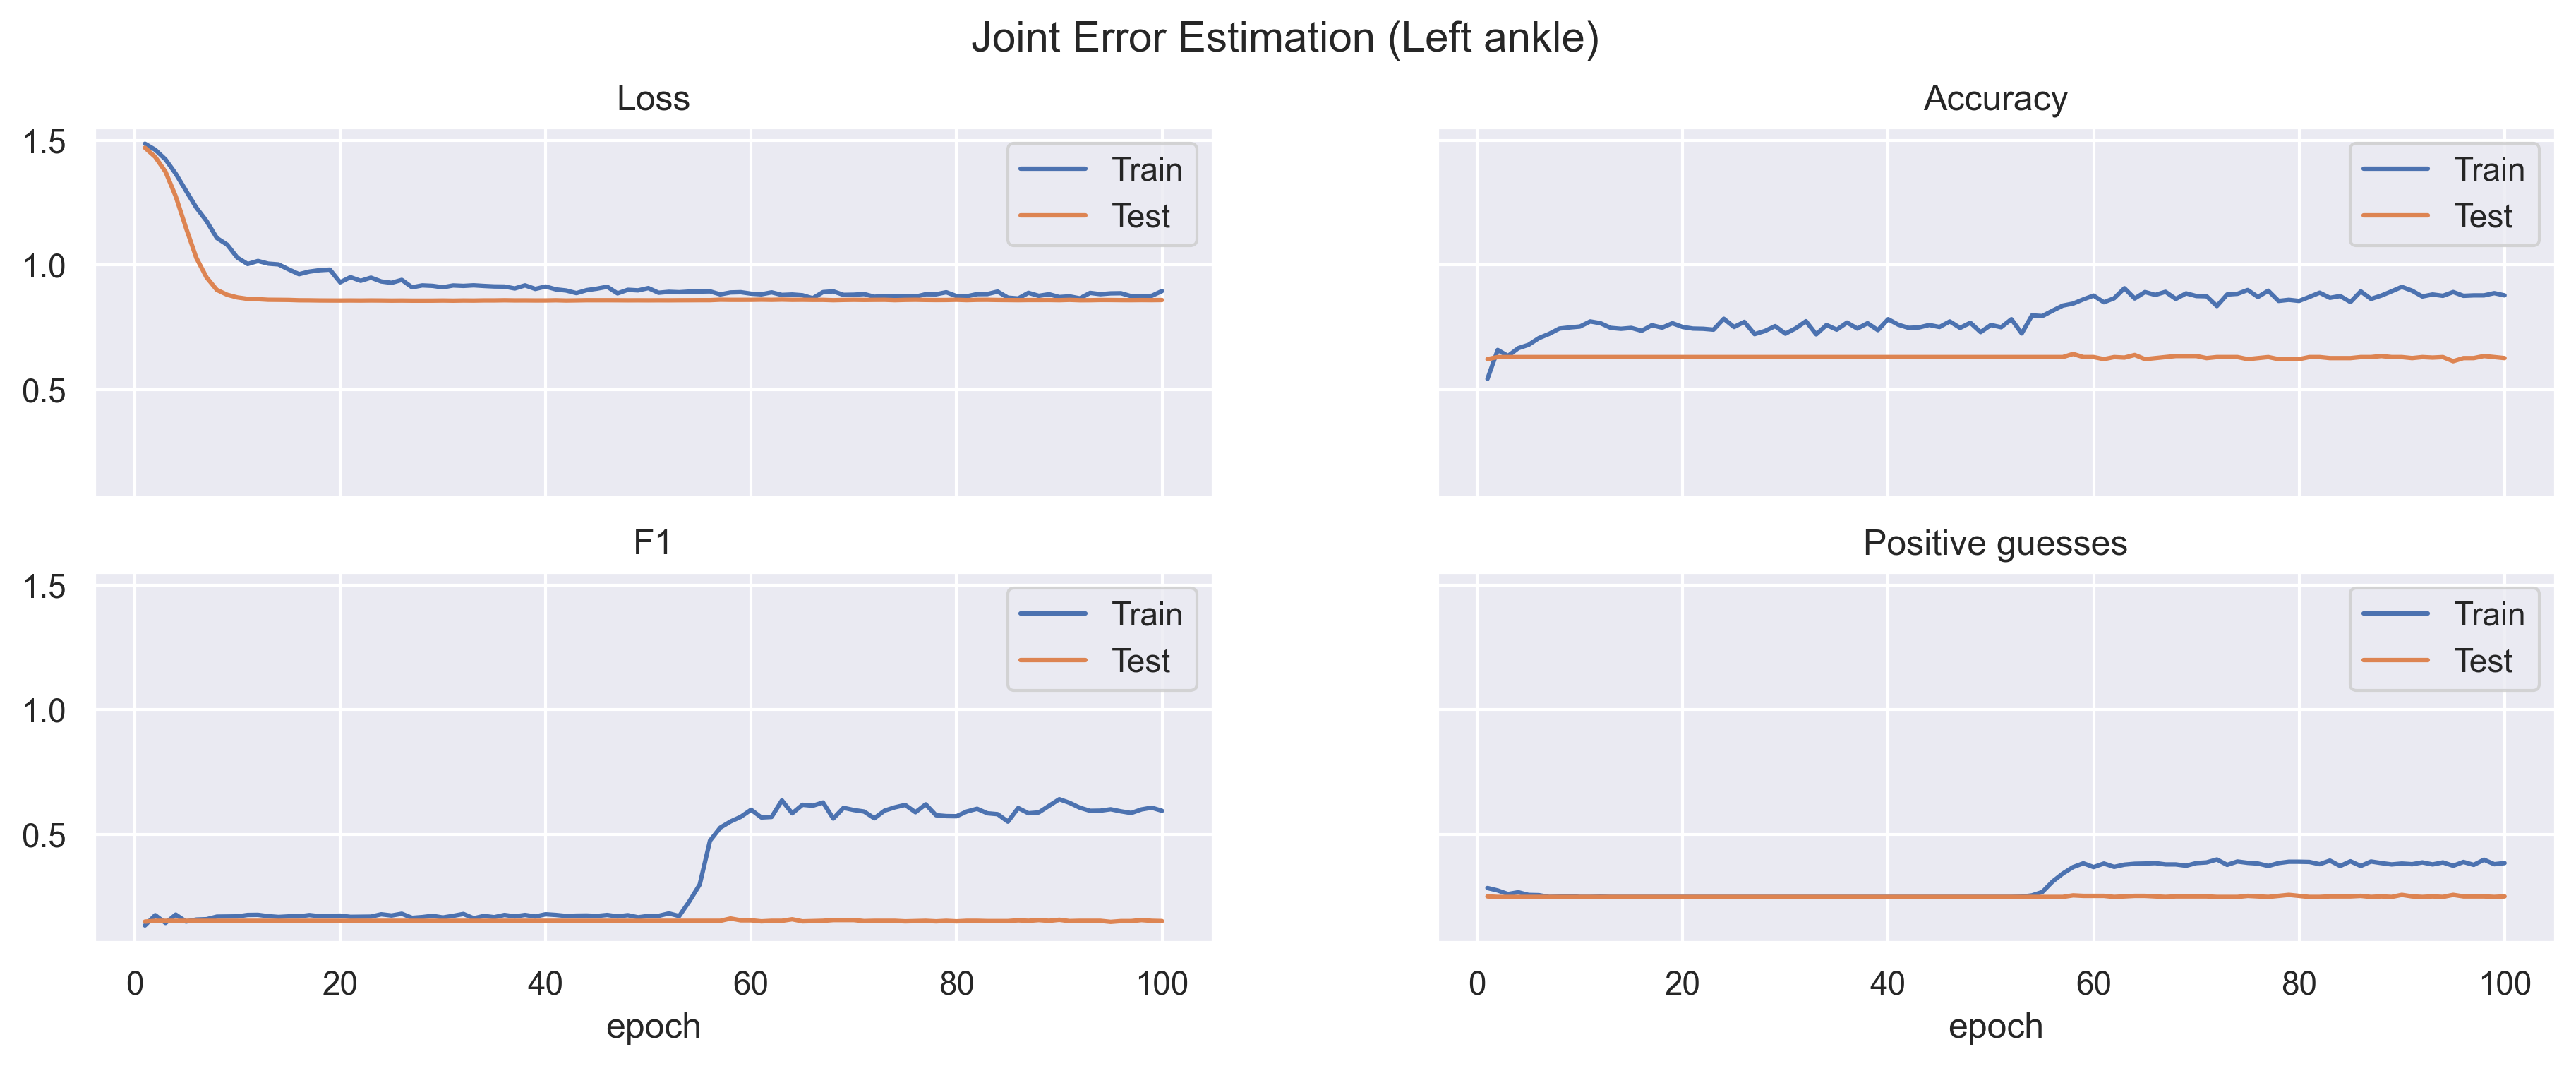 Joint Error Estimation (Left ankle)
Loss
1.5
1.0
0.5
Train
Test
Accuracy
Train
Test
F1
1.5
1.0
0.5
Train
Test
0 20 40 60 80 100
epoch
Positive guesses
Train
Test
0 20 40 60 80 100
epoch